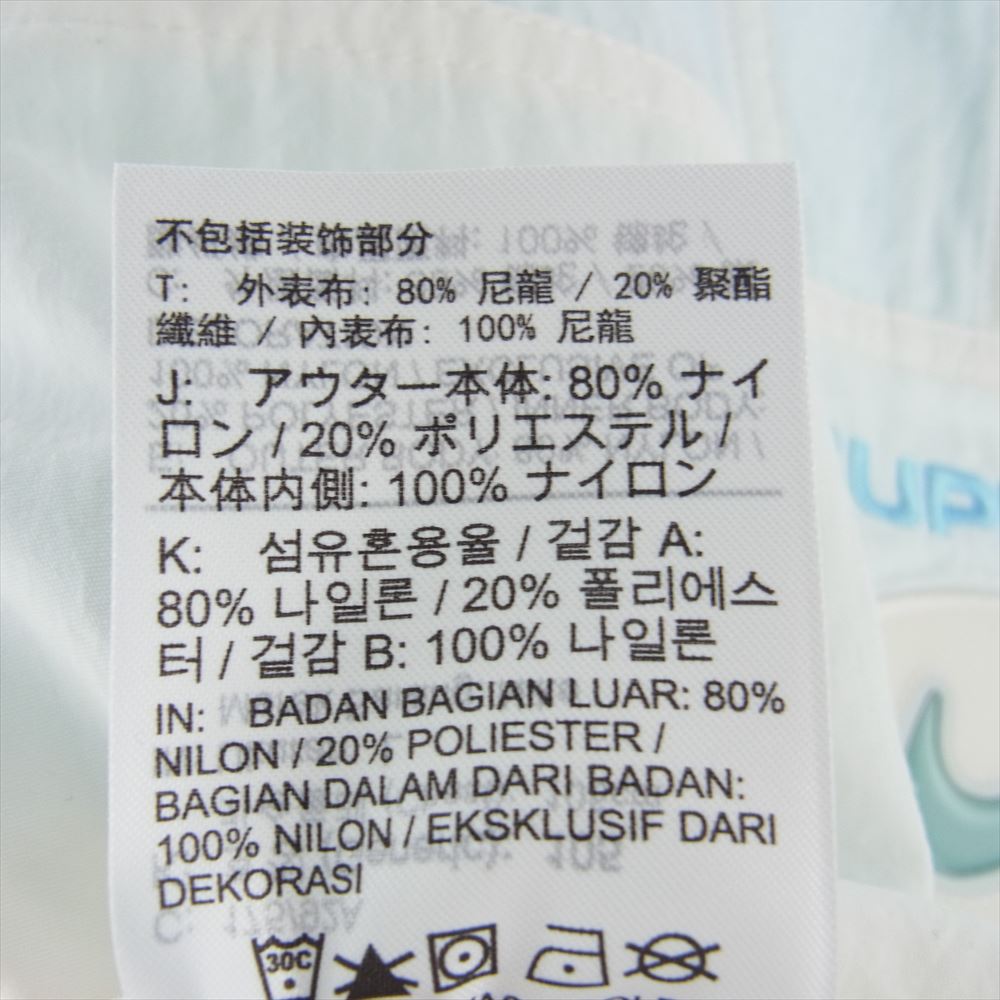 不包括装饰部分
T: 外表布: 80% 尼龍 / 20% 聚酯
纖維 / 內表布: 100% 尼龍
J: アウター本体: 80% ナイ
ロン / 20% ポリエステル /
本体内側: 100% ナイロン
K: 섬유혼용율 / 겉감 A:
80% 나일론 / 20% 폴리에스
터 / 겉감 B: 100% 나일론
IN: BADAN BAGIAN LUAR: 80%
NILON / 20% POLIESTER /
BAGIAN DALAM DARI BADAN:
100% NILON / EKSKLUSIF DARI
DEKORASI
30C